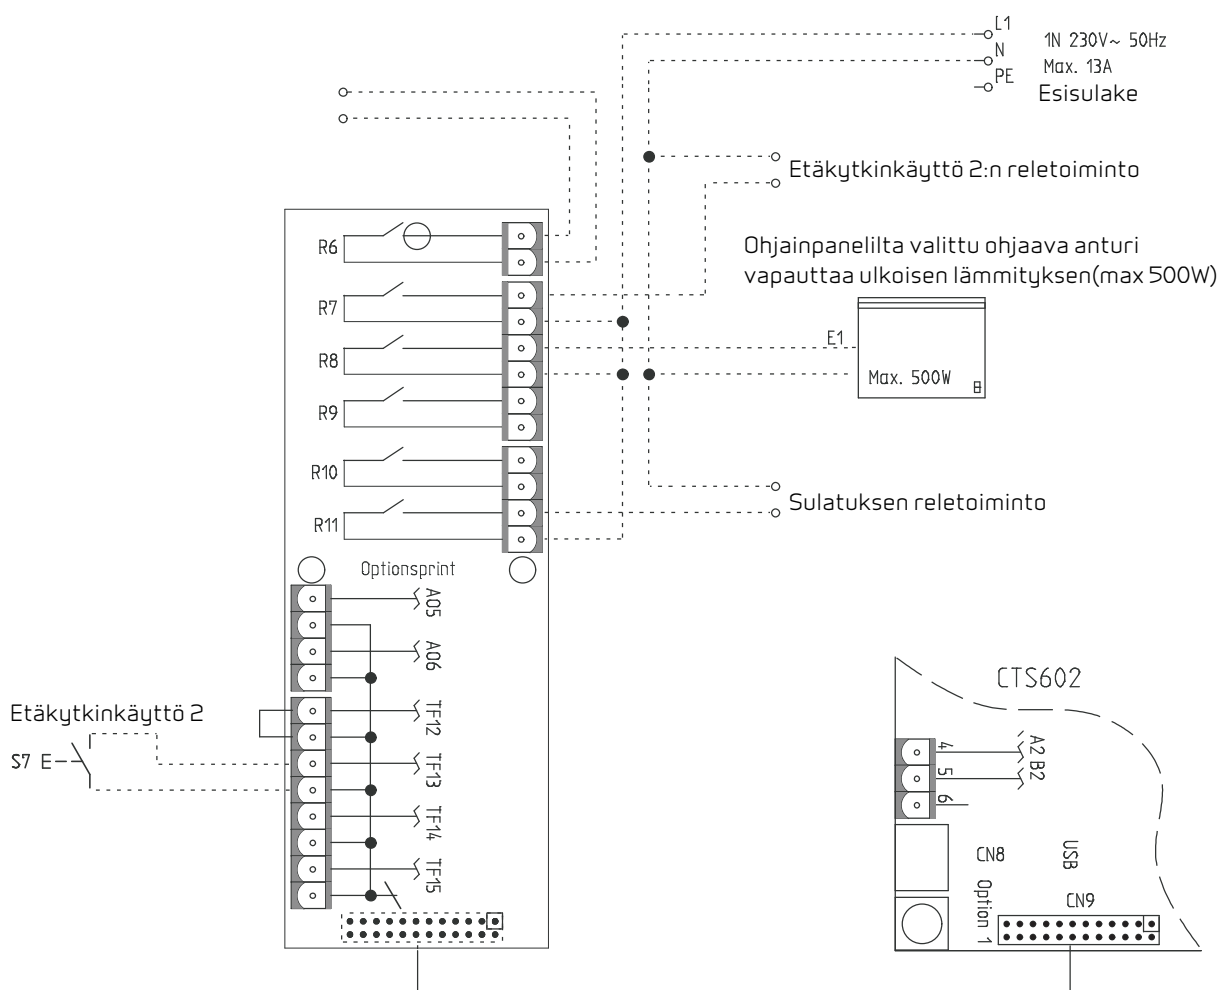 L1
1N 230V~ 50Hz
N
Max. 13A
PE
Esisulake
Etäkytkinkäyttö 2:n reletoiminto
R6
Ohjainpanelilta valittu ohjaava anturi
vapauttaa ulkoisen lämmityksen(max 500W)
R7
E1
R8
Max. 500W
R9
R10
Sulatuksen reletoiminto
R11
Optionsprint
A05
A06
CTS602
Etäkytkinkäyttö 2
TF12
S7 E
TF13
TF14
TF15
4
A2
5
B2
6
CN8
USB
Option 1
CN9